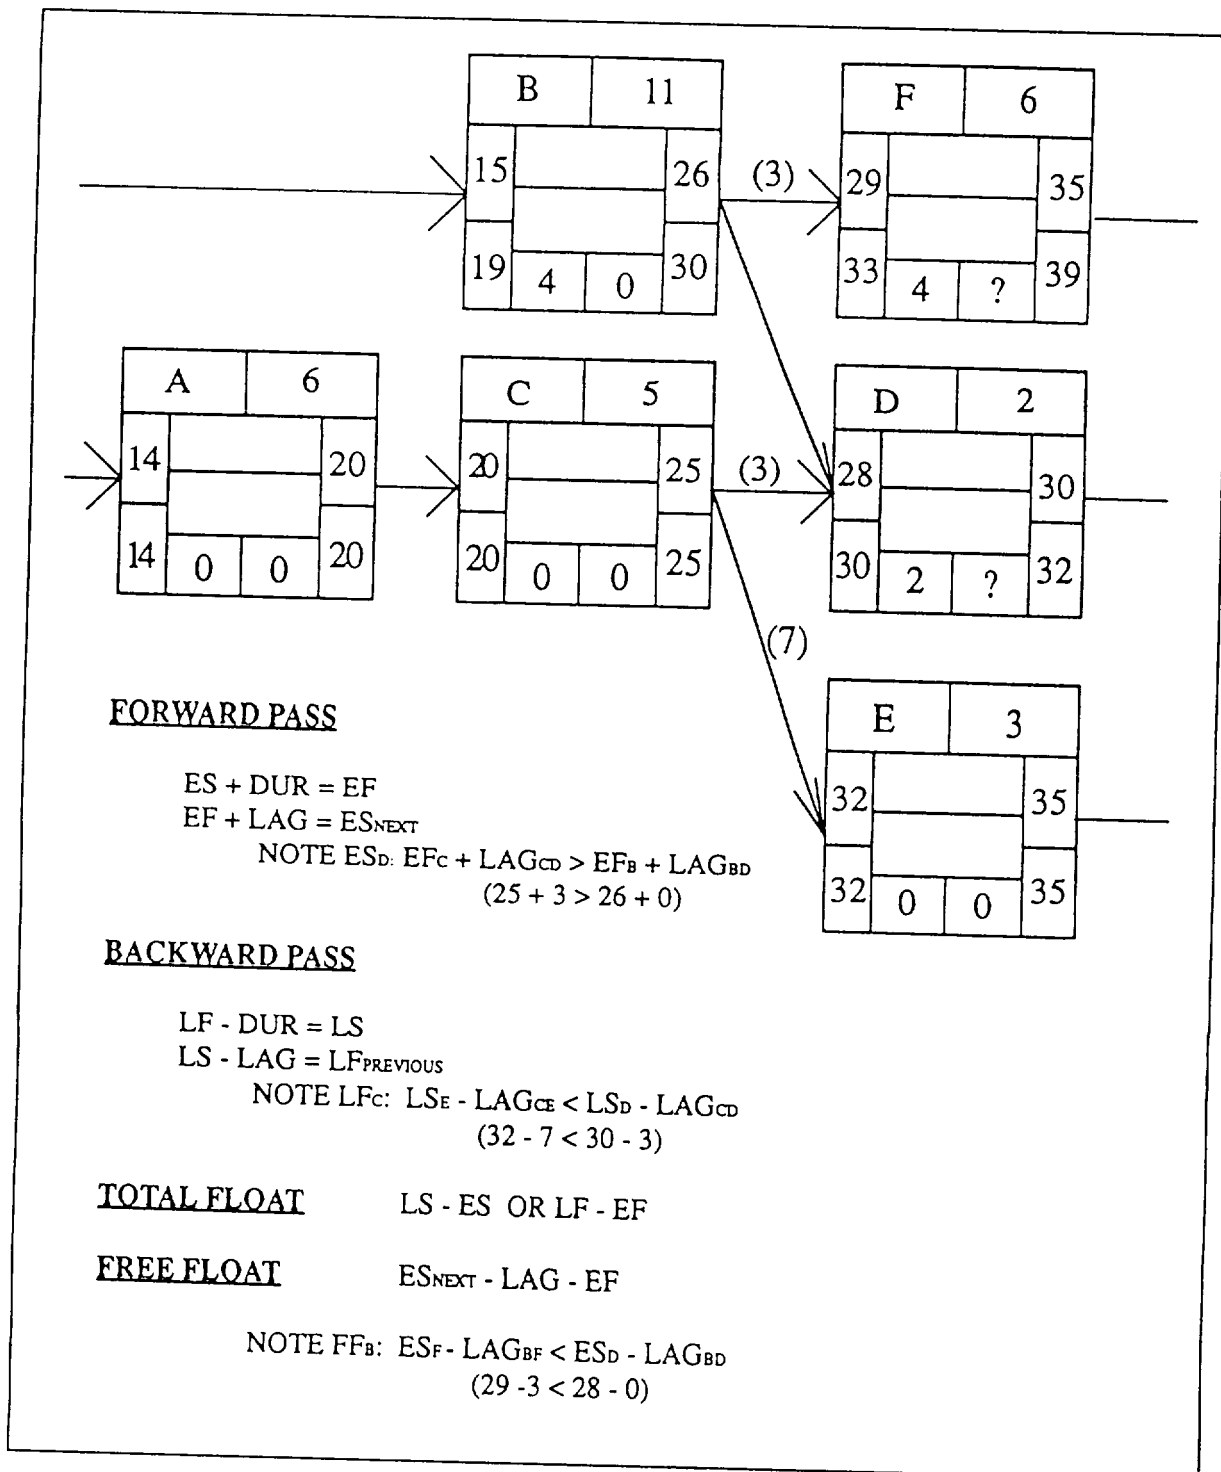 B 11
15 26
19 4 0 30
(3)
F 6
29 35
33 4 ? 39
A 6
14 20
14 0 0 20
C 5
20 25
20 0 0 25
(3)
D 2
28 30
30 2 ? 32
(7)
E 3
32 35
32 0 0 35
FORWARD PASS
ES + DUR = EF
EF + LAG = ESNEXT
NOTE ESD: EFC + LAGCD > EFB + LAGBD
(25 + 3 > 26 + 0)
BACKWARD PASS
LF - DUR = LS
LS - LAG = LFPREVIOUS
NOTE LFC: LSE - LAGCE < LSD - LAGCD
(32 - 7 < 30 - 3)
TOTAL FLOAT LS - ES OR LF - EF
FREE FLOAT ESNEXT - LAG - EF
NOTE FFB: ESF - LAGBF < ESD - LAGBD
(29 -3 < 28 - 0)